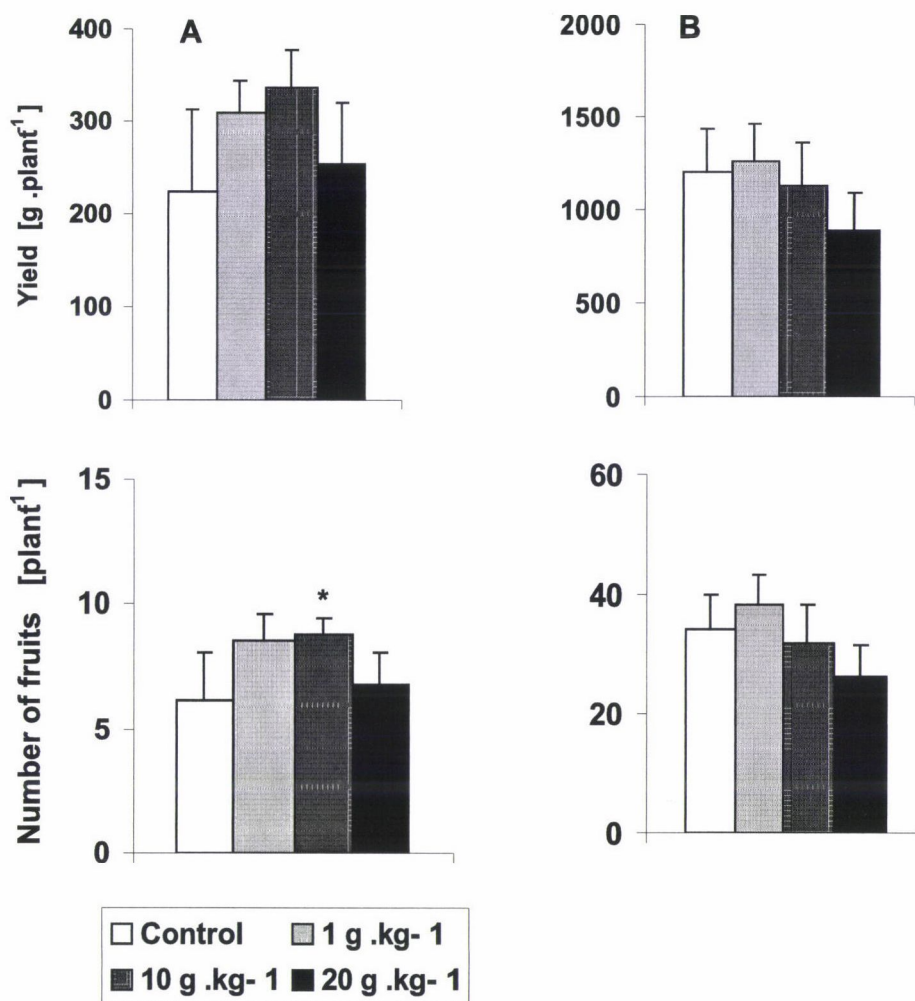 A
B
Yield [g .plant-1]
400
300
200
100
0
2000
1500
1000
500
0
Number of fruits [plant-1]
15
10
5
0
*
60
40
20
0
Control
1 g .kg- 1
10 g .kg- 1
20 g .kg- 1